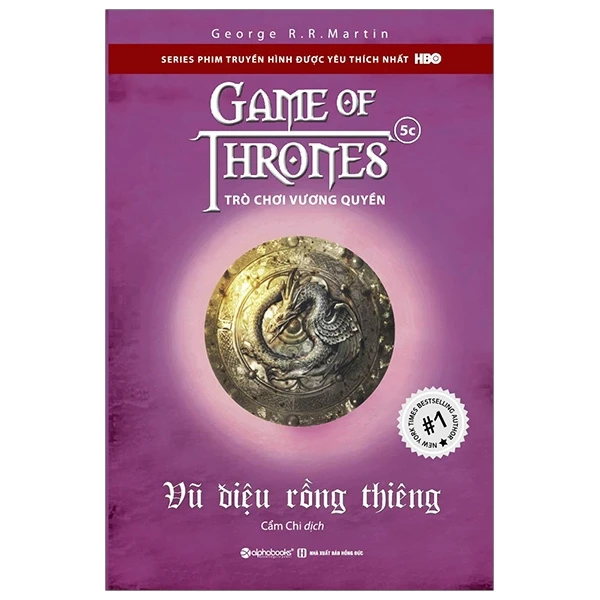 George R.R.Martin
SERIES PHIM TRUYỀN HÌNH ĐƯỢC YÊU THÍCH NHẤT HBO
GAME OF
THRONES
5c
TRÒ CHƠI VƯƠNG QUYỀN
NEW YORK TIMES BESTSELLING AUTHOR
#1
Vũ điệu rồng thiêng
Cẩm Chi dịch
alphabooks
NHÀ XUẤT BẢN HỒNG ĐỨC